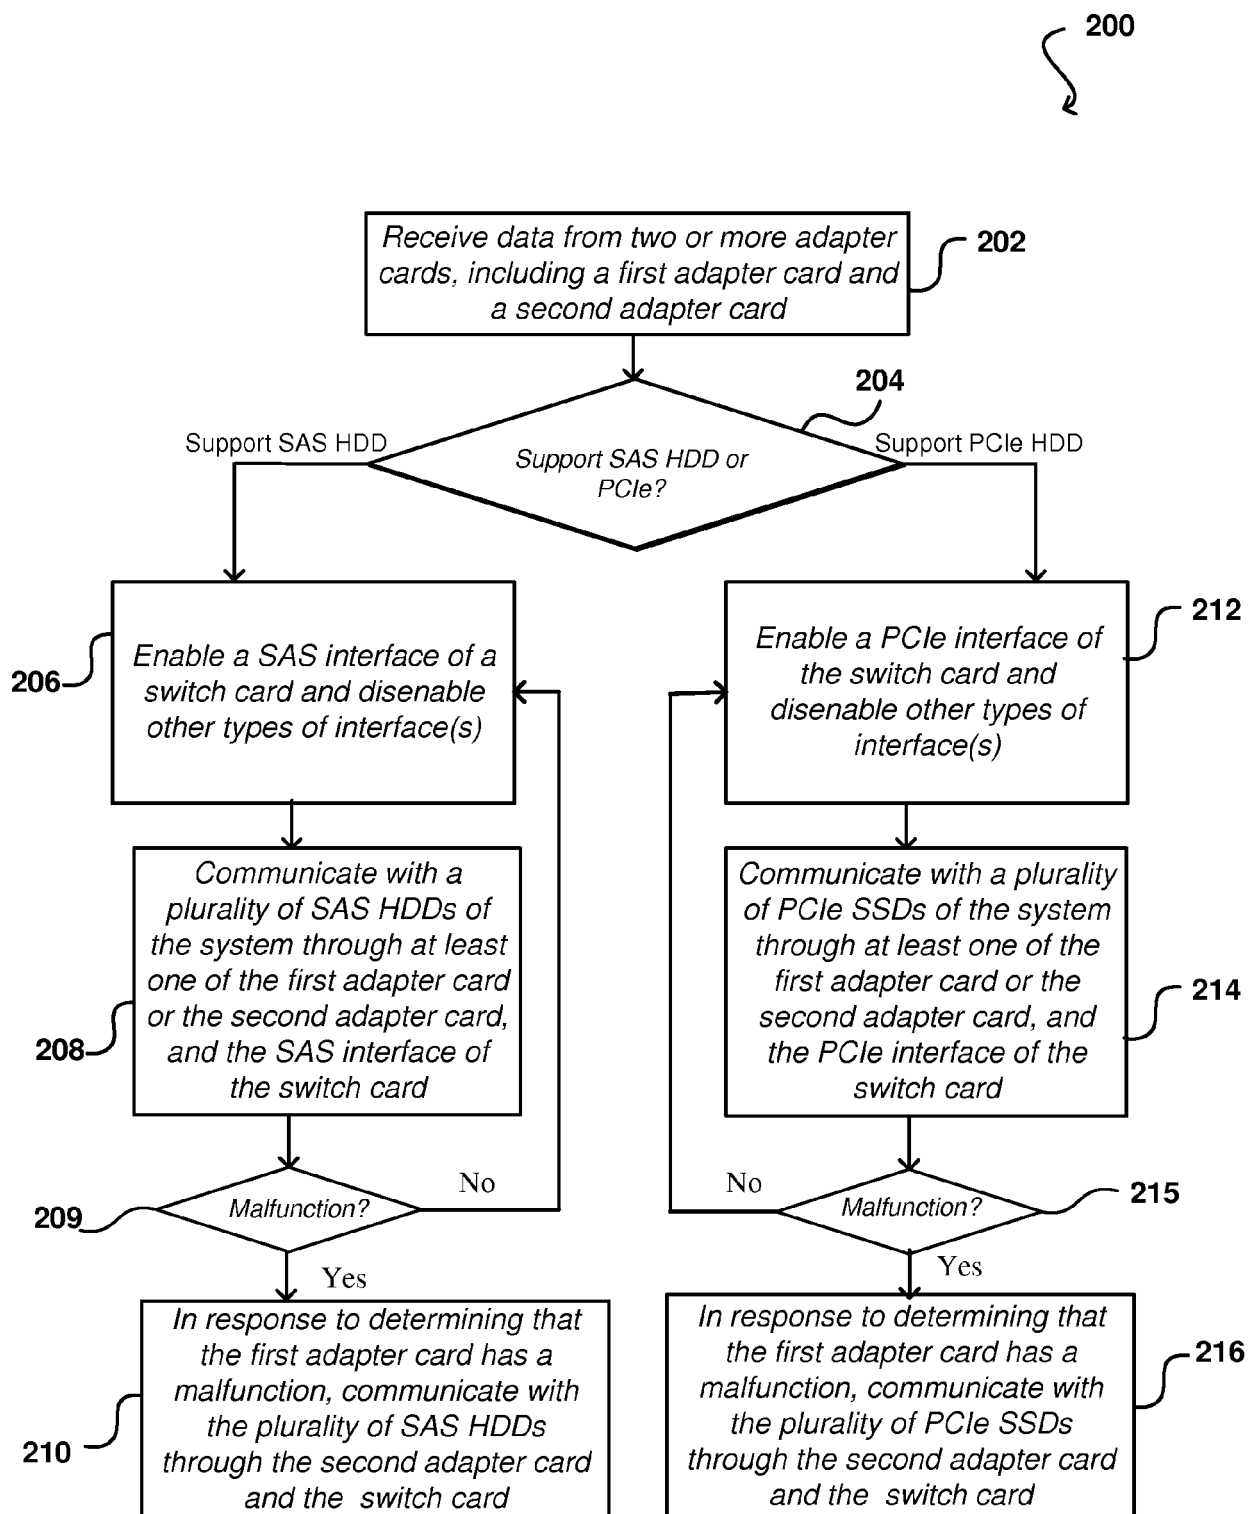 200
Receive data from two or more adapter
cards, including a first adapter card and
a second adapter card
202
204
Support SAS HDD
Support PCIe HDD
Support SAS HDD or
PCIe?
206
Enable a SAS interface of a
switch card and disenable
other types of interface(s)
Enable a PCIe interface of
the switch card and
disenable other types of
interface(s)
212
208
Communicate with a
plurality of SAS HDDs of
the system through at least
one of the first adapter card
or the second adapter card,
and the SAS interface of
the switch card
Communicate with a plurality
of PCIe SSDs of the system
through at least one of the
first adapter card or the
second adapter card, and
the PCIe interface of the
switch card
214
209
Malfunction?
No
Yes
No
Malfunction?
215
Yes
210
In response to determining that
the first adapter card has a
malfunction, communicate with
the plurality of SAS HDDs
through the second adapter card
and the switch card
In response to determining that
the first adapter card has a
malfunction, communicate with
the plurality of PCIe SSDs
through the second adapter card
and the switch card
216